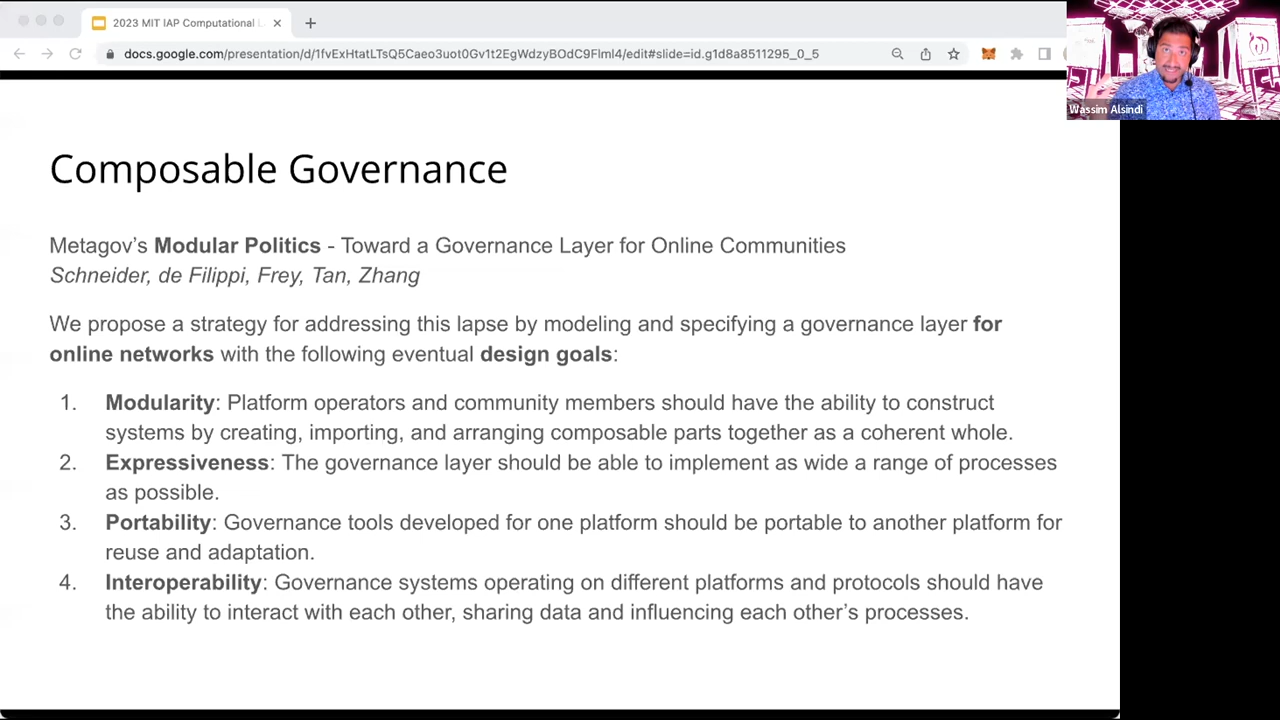 2023 MIT IAP Computational L
docs.google.com/presentation/d/1fvExHtatLTsQ5Caeo3uot0Gv1t2EgWdzyBOdC9Flml4/edit#slide=id.g1d8a8511295_0_5
Wassim Alsindi
Composable Governance
Metagov’s Modular Politics - Toward a Governance Layer for Online Communities
Schneider, de Filippi, Frey, Tan, Zhang
We propose a strategy for addressing this lapse by modeling and specifying a governance layer for
online networks with the following eventual design goals:
1. Modularity: Platform operators and community members should have the ability to construct
systems by creating, importing, and arranging composable parts together as a coherent whole.
2. Expressiveness: The governance layer should be able to implement as wide a range of processes
as possible.
3. Portability: Governance tools developed for one platform should be portable to another platform for
reuse and adaptation.
4. Interoperability: Governance systems operating on different platforms and protocols should have
the ability to interact with each other, sharing data and influencing each other’s processes.